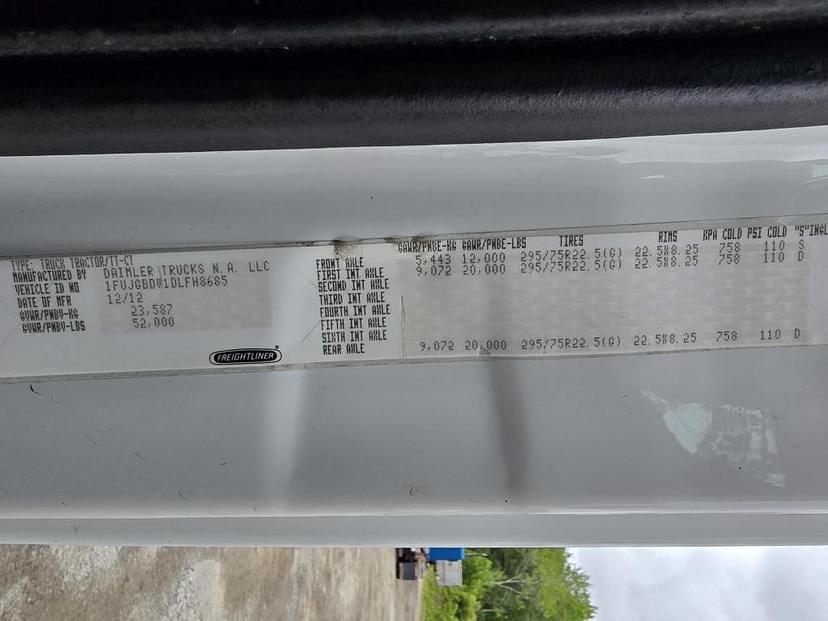 TYPE: TRUCK TRACTOR/TT-CT
MANUFACTURED BY DAIMLER TRUCKS N.A. LLC
VEHICLE ID NO 1FUJGBDV1DLFH8685
DATE OF MFR 12/12
GVWR/PNBV-KG 23,587
GVWR/PNBV-LBS 52,000
FREIGHTLINER
GAWR/PNBE-KG GAWR/PNBE-LBS TIRES RIMS KPA COLD PSI COLD "S"INGL
FRONT AXLE 5,443 12,000 295/75R22.5(G) 22.5X8.25 758 110 S
FIRST INT AXLE 9,072 20,000 295/75R22.5(G) 22.5X8.25 758 110 D
SECOND INT AXLE
THIRD INT AXLE
FOURTH INT AXLE
FIFTH INT AXLE
SIXTH INT AXLE
REAR AXLE 9,072 20,000 295/75R22.5(G) 22.5X8.25 758 110 D